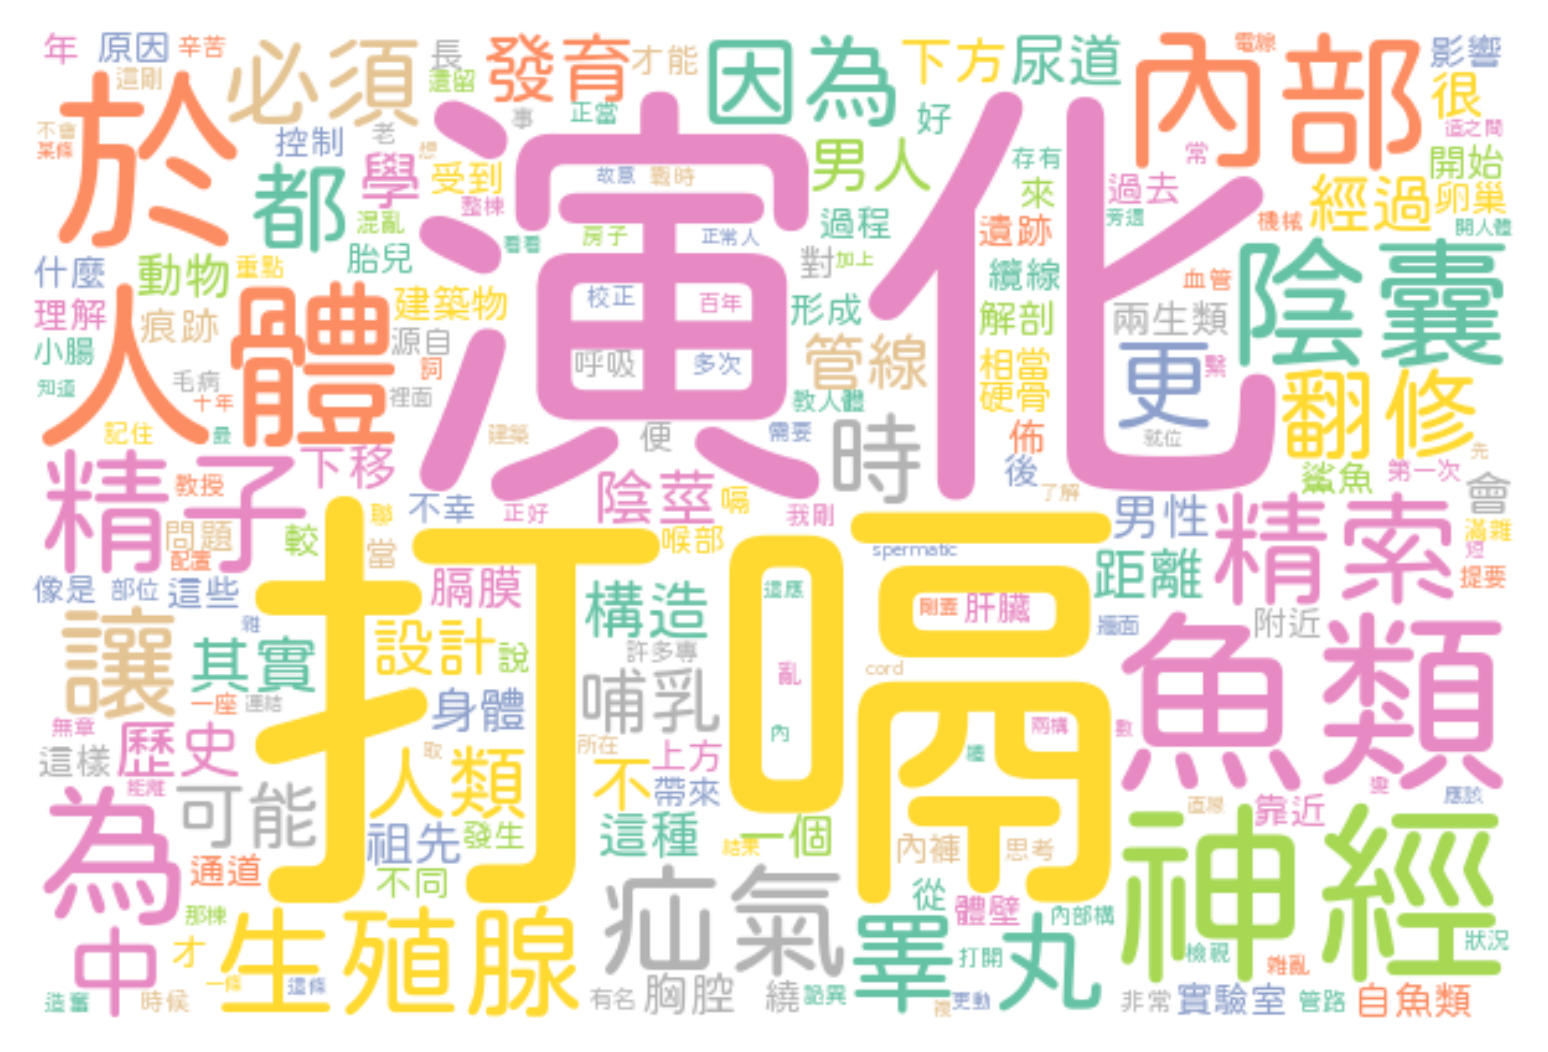 年 原因 辛苦 必須 長 發育 才能 因為 下方 尿道 內部 電線 影響
這剛 遺留 很
不會 某條 於 控制 老 想 事 正當 好 男人 常 造之間
都 學 受到 故意 戰時 存有 來 過去 開始
混亂 整棟 演化 經過 卵巢
胎兒 看看 房子 正常人 過程 遺跡 旁邊 機械 開人體
什麼 動物 重點 對 加上 纜線 血管 陰囊
理解 痕跡 人體 建築物 校正 百年 形成 解剖 兩生類
小腸 源自 管線 相當 更
知道 毛病 十年 詞 裡面 呼吸 多次 教人體 硬骨 繫 翻修
記住 最 建築 便 需要 時 佈 就位 先
精子 下移 教授 陰莖 嗝 後 了解 鯊魚 第一次 會
問題 配置 較 聯 不幸 正好 我剛 男性 精索 滿雜
當 喉部 spermatic 距離 短 提要
像是 部位 這些 橫膈膜
讓 雜 打嗝 構造 這應 剛蓋 肝臟 牆面 附近
其實 設計 說 許多專 cord 魚類
一座 連結 身體 哺乳 亂
無章 歷史 內 兩構 數
這樣 人類 取 所在 上方
能離 不 帶來 應該
為 可能 祖先 發生 這種 一個 直腸 靠近
通道 不同 結果 內褲 思考 神經
那棟 從 體壁 內部構
中 才 生殖腺 疝氣 睪丸 打開 檢視 雜亂 狀況
造奮 時候 一條 這條 有名 胸腔 繞 詭異 更動 非常 實驗室 管路 自魚類